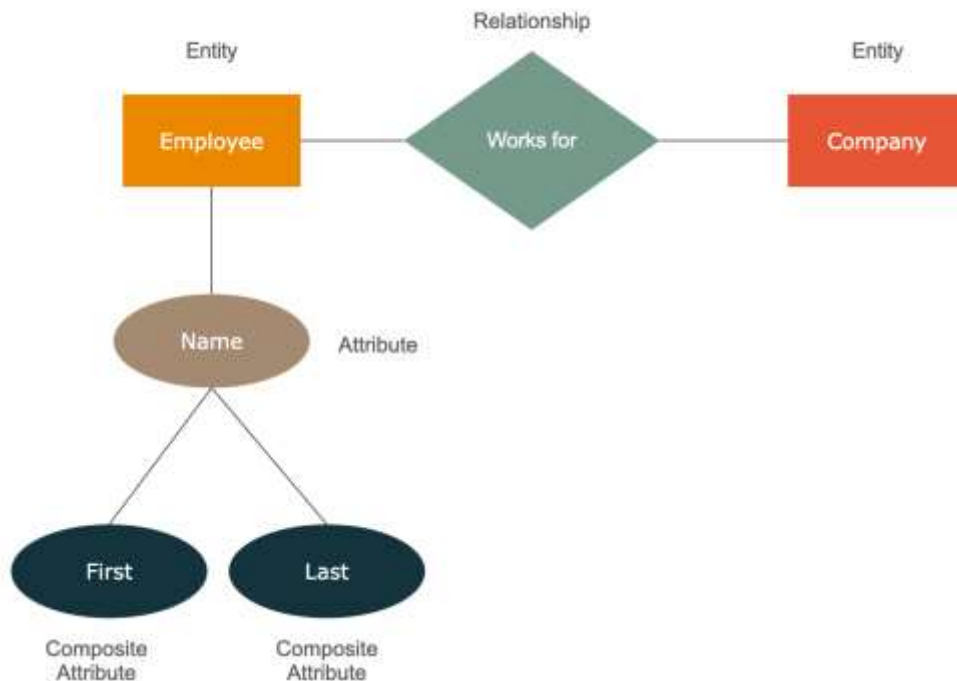 Relationship
Entity
Entity
Employee
Works for
Company
Name
Attribute
First
Last
Composite
Attribute
Composite
Attribute